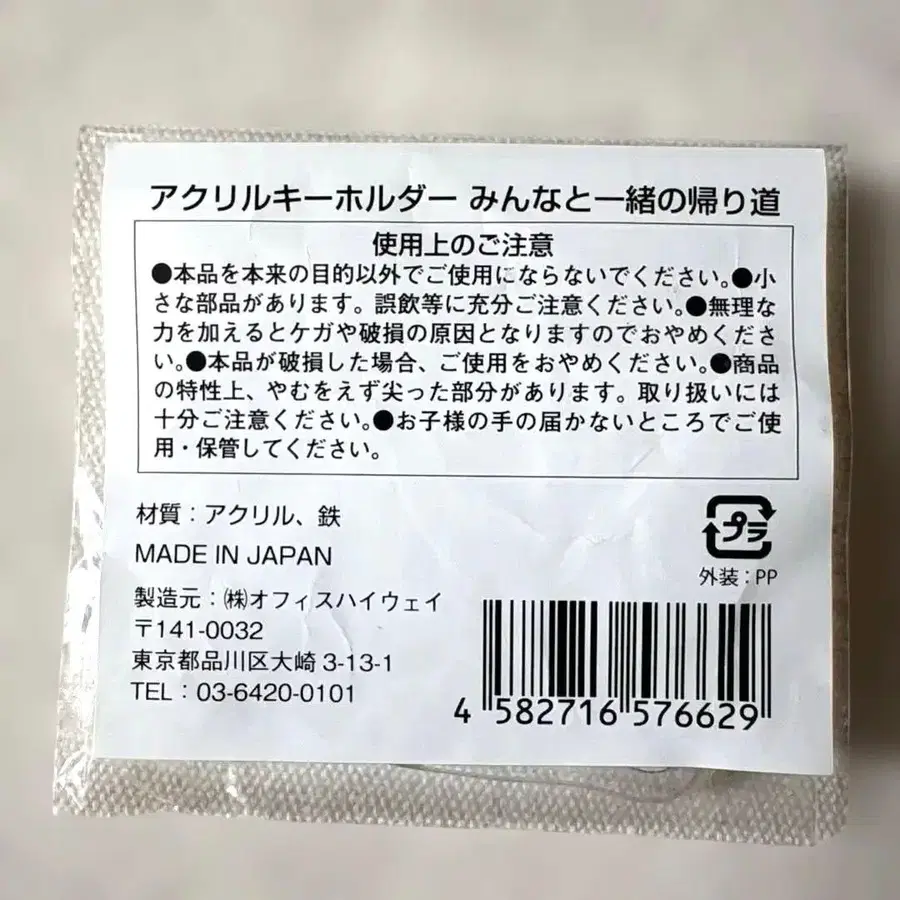 アクリルキーホルダー みんなと一緒の帰り道
使用上のご注意
●本品を本来の目的以外でご使用にならないでください。●小
さな部品があります。誤飲等に充分ご注意ください。●無理な
力を加えるとケガや破損の原因となりますのでおやめくださ
い。●本品が破損した場合、ご使用をおやめください。●商品
の特性上、やむをえず尖った部分があります。取り扱いには
十分ご注意ください。●お子様の手の届かないところでご使
用・保管してください。
材質：アクリル、鉄
MADE IN JAPAN
製造元：㈱オフィスハイウェイ
〒141-0032
東京都品川区大崎 3-13-1
TEL：03-6420-0101
プラ
外装：PP
4 582716 576629